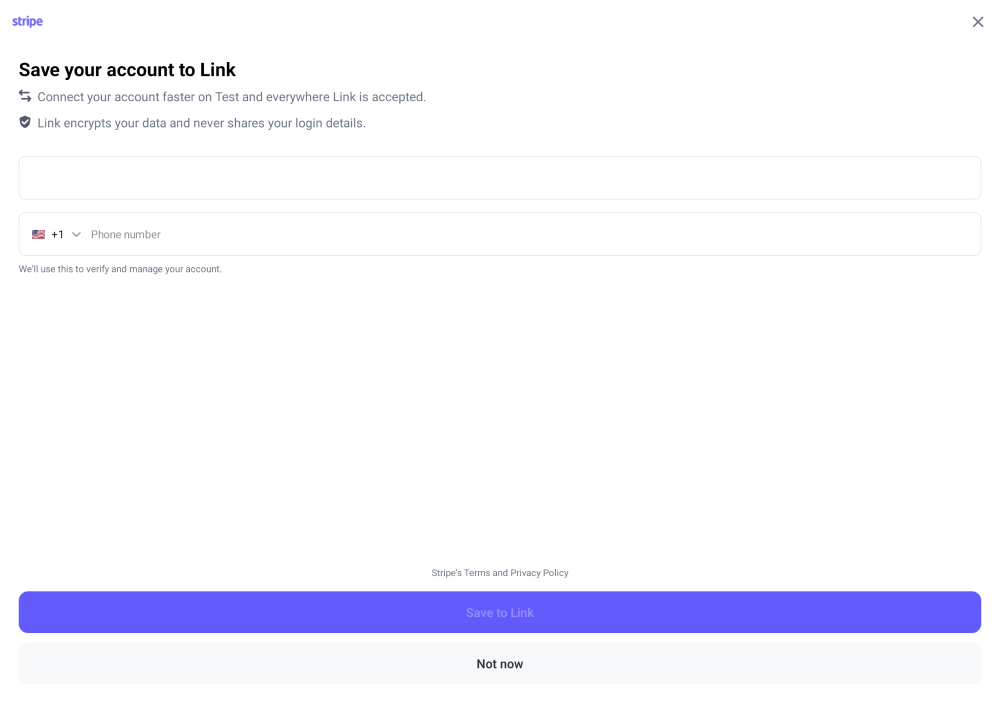 stripe
Save your account to Link
Connect your account faster on Test and everywhere Link is accepted.
Link encrypts your data and never shares your login details.
+1 Phone number
We'll use this to verify and manage your account.
Stripe's Terms and Privacy Policy
Save to Link
Not now